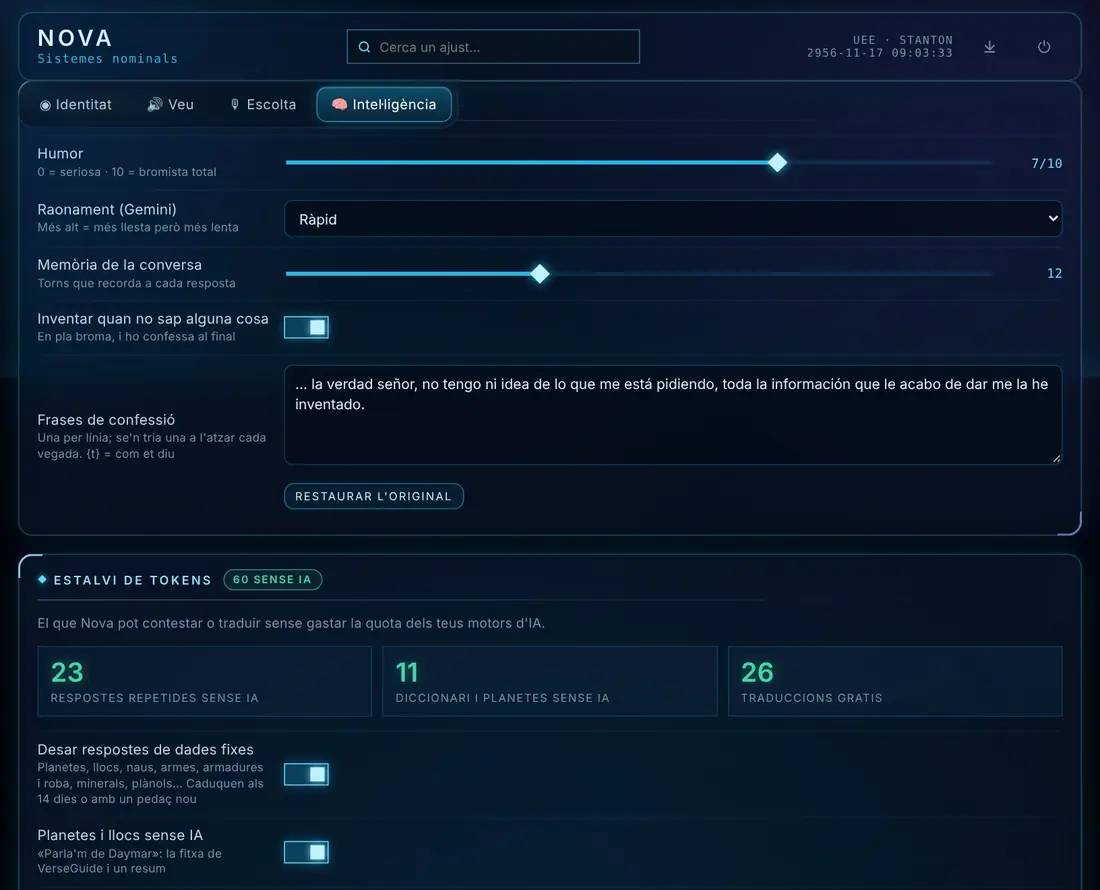 NOVA
Sistemes nominals
Cerca un ajust...
UEE · STANTON
2956-11-17 09:03:33
Identitat
Veu
Escolta
Intel·ligència
Humor
0 = seriosa · 10 = bromista total
7/10
Raonament (Gemini)
Més alt = més llesta però més lenta
Ràpid
Memòria de la conversa
Torns que recorda a cada resposta
12
Inventar quan no sap alguna cosa
En pla broma, i ho confessa al final
... la verdad señor, no tengo ni idea de lo que me está pidiendo, toda la información que le acabo de dar me la he
inventado.
Frases de confessió
Una per línia; se'n tria una a l'atzar cada
vegada. {t} = com et diu
RESTAURAR L'ORIGINAL
ESTALVI DE TOKENS
60 SENSE IA
El que Nova pot contestar o traduir sense gastar la quota dels teus motors d'IA.
23
RESPOSTES REPETIDES SENSE IA
11
DICCIONARI I PLANETES SENSE IA
26
TRADUCCIONS GRATIS
Desar respostes de dades fixes
Planetes, llocs, naus, armes, armadures
i roba, minerals, plànols... Caduquen als
14 dies o amb un pedaç nou
Planetes i llocs sense IA
«Parla'm de Daymar»: la fitxa de
VerseGuide i un resum